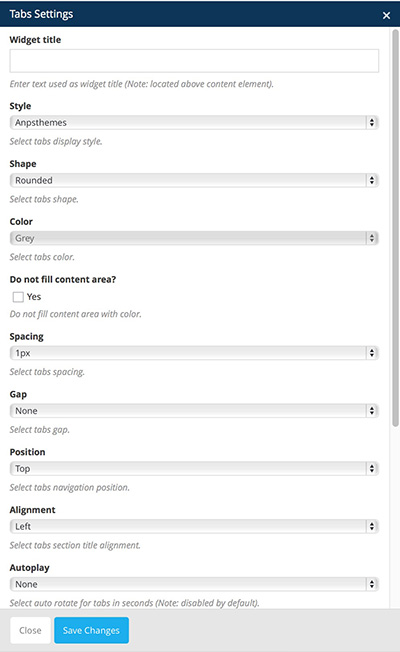 Tabs Settings
Widget title
Enter text used as widget title (Note: located above content element).
Style
Anpsthemes
Select tabs display style.
Shape
Rounded
Select tabs shape.
Color
Grey
Select tabs color.
Do not fill content area?
Yes
Do not fill content area with color.
Spacing
1px
Select tabs spacing.
Gap
None
Select tabs gap.
Position
Top
Select tabs navigation position.
Alignment
Left
Select tabs section title alignment.
Autoplay
None
Select auto rotate for tabs in seconds (Note: disabled by default).
Close Save Changes